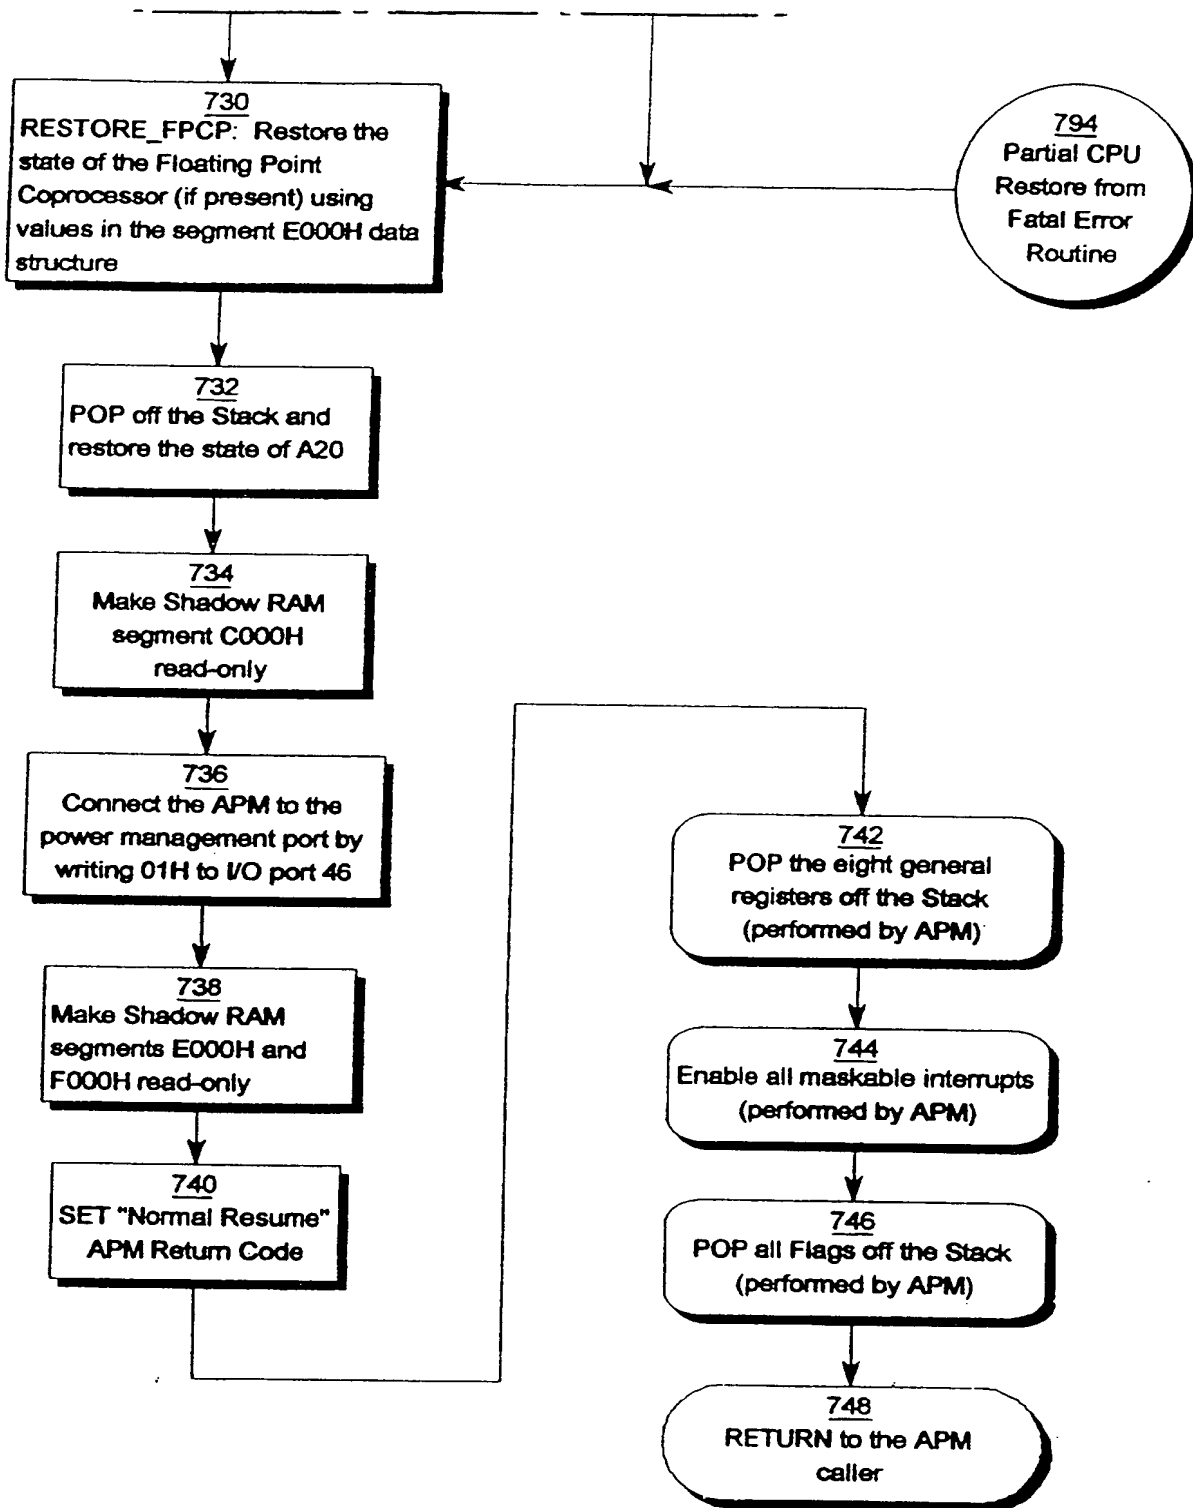 730
RESTORE_FPCP: Restore the
state of the Floating Point
Coprocessor (if present) using
values in the segment E000H data
structure
794
Partial CPU
Restore from
Fatal Error
Routine
732
POP off the Stack and
restore the state of A20
734
Make Shadow RAM
segment C000H
read-only
736
Connect the APM to the
power management port by
writing 01H to I/O port 46
738
Make Shadow RAM
segments E000H and
F000H read-only
740
SET "Normal Resume"
APM Return Code
742
POP the eight general
registers off the Stack
(performed by APM)
744
Enable all maskable interrupts
(performed by APM)
746
POP all Flags off the Stack
(performed by APM)
748
RETURN to the APM
caller